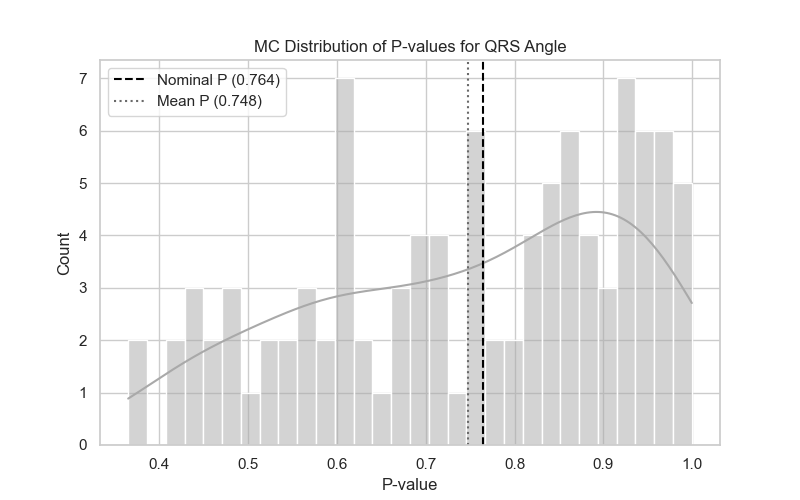 MC Distribution of P-values for QRS Angle
Nominal P (0.764)
Mean P (0.748)
Count
7
6
5
4
3
2
1
0
0.4 0.5 0.6 0.7 0.8 0.9 1.0
P-value